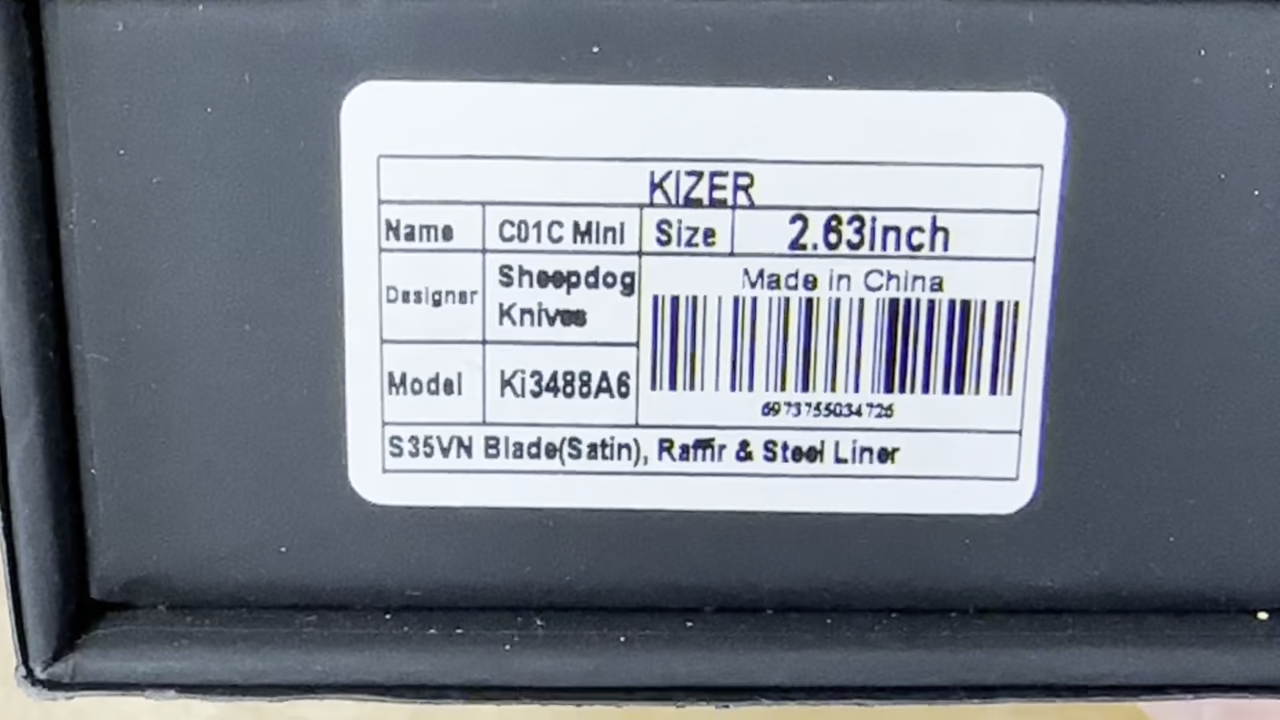 KIZER
Name C01C Mini Size 2.63inch
Designer Sheepdog Knives
Made in China
Model Ki3488A6
6973755034726
S35VN Blade(Satin), Raffir & Steel Liner